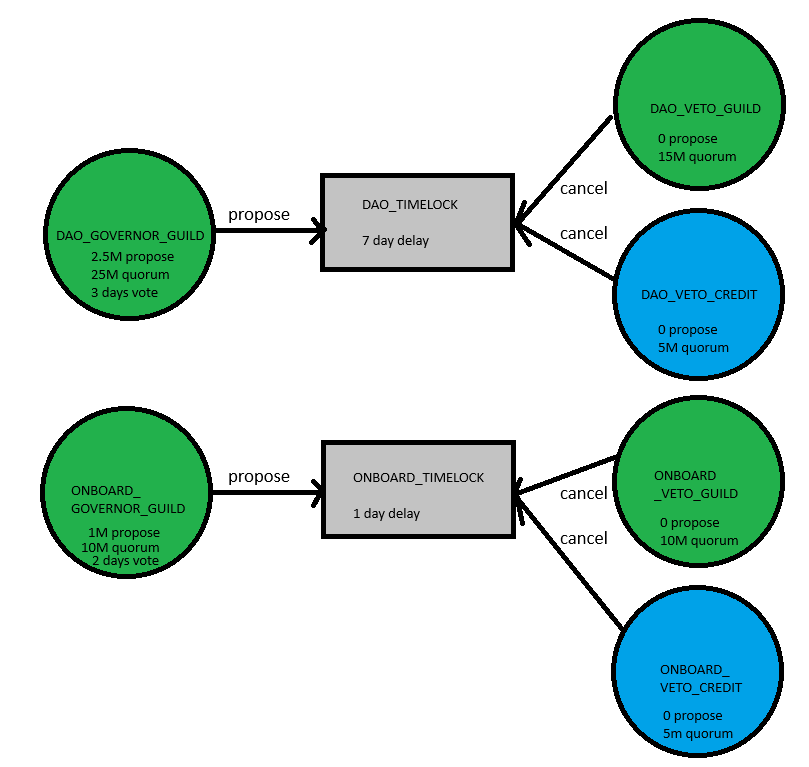 DAO_GOVERNOR_GUILD
2.5M propose
25M quorum
3 days vote
propose
DAO_TIMELOCK
7 day delay
cancel
cancel
DAO_VETO_GUILD
0 propose
15M quorum
DAO_VETO_CREDIT
0 propose
5M quorum
ONBOARD_
GOVERNOR_GUILD
1M propose
10M quorum
2 days vote
propose
ONBOARD_TIMELOCK
1 day delay
cancel
cancel
ONBOARD
_VETO_GUILD
0 propose
10M quorum
ONBOARD_
VETO_CREDIT
0 propose
5m quorum